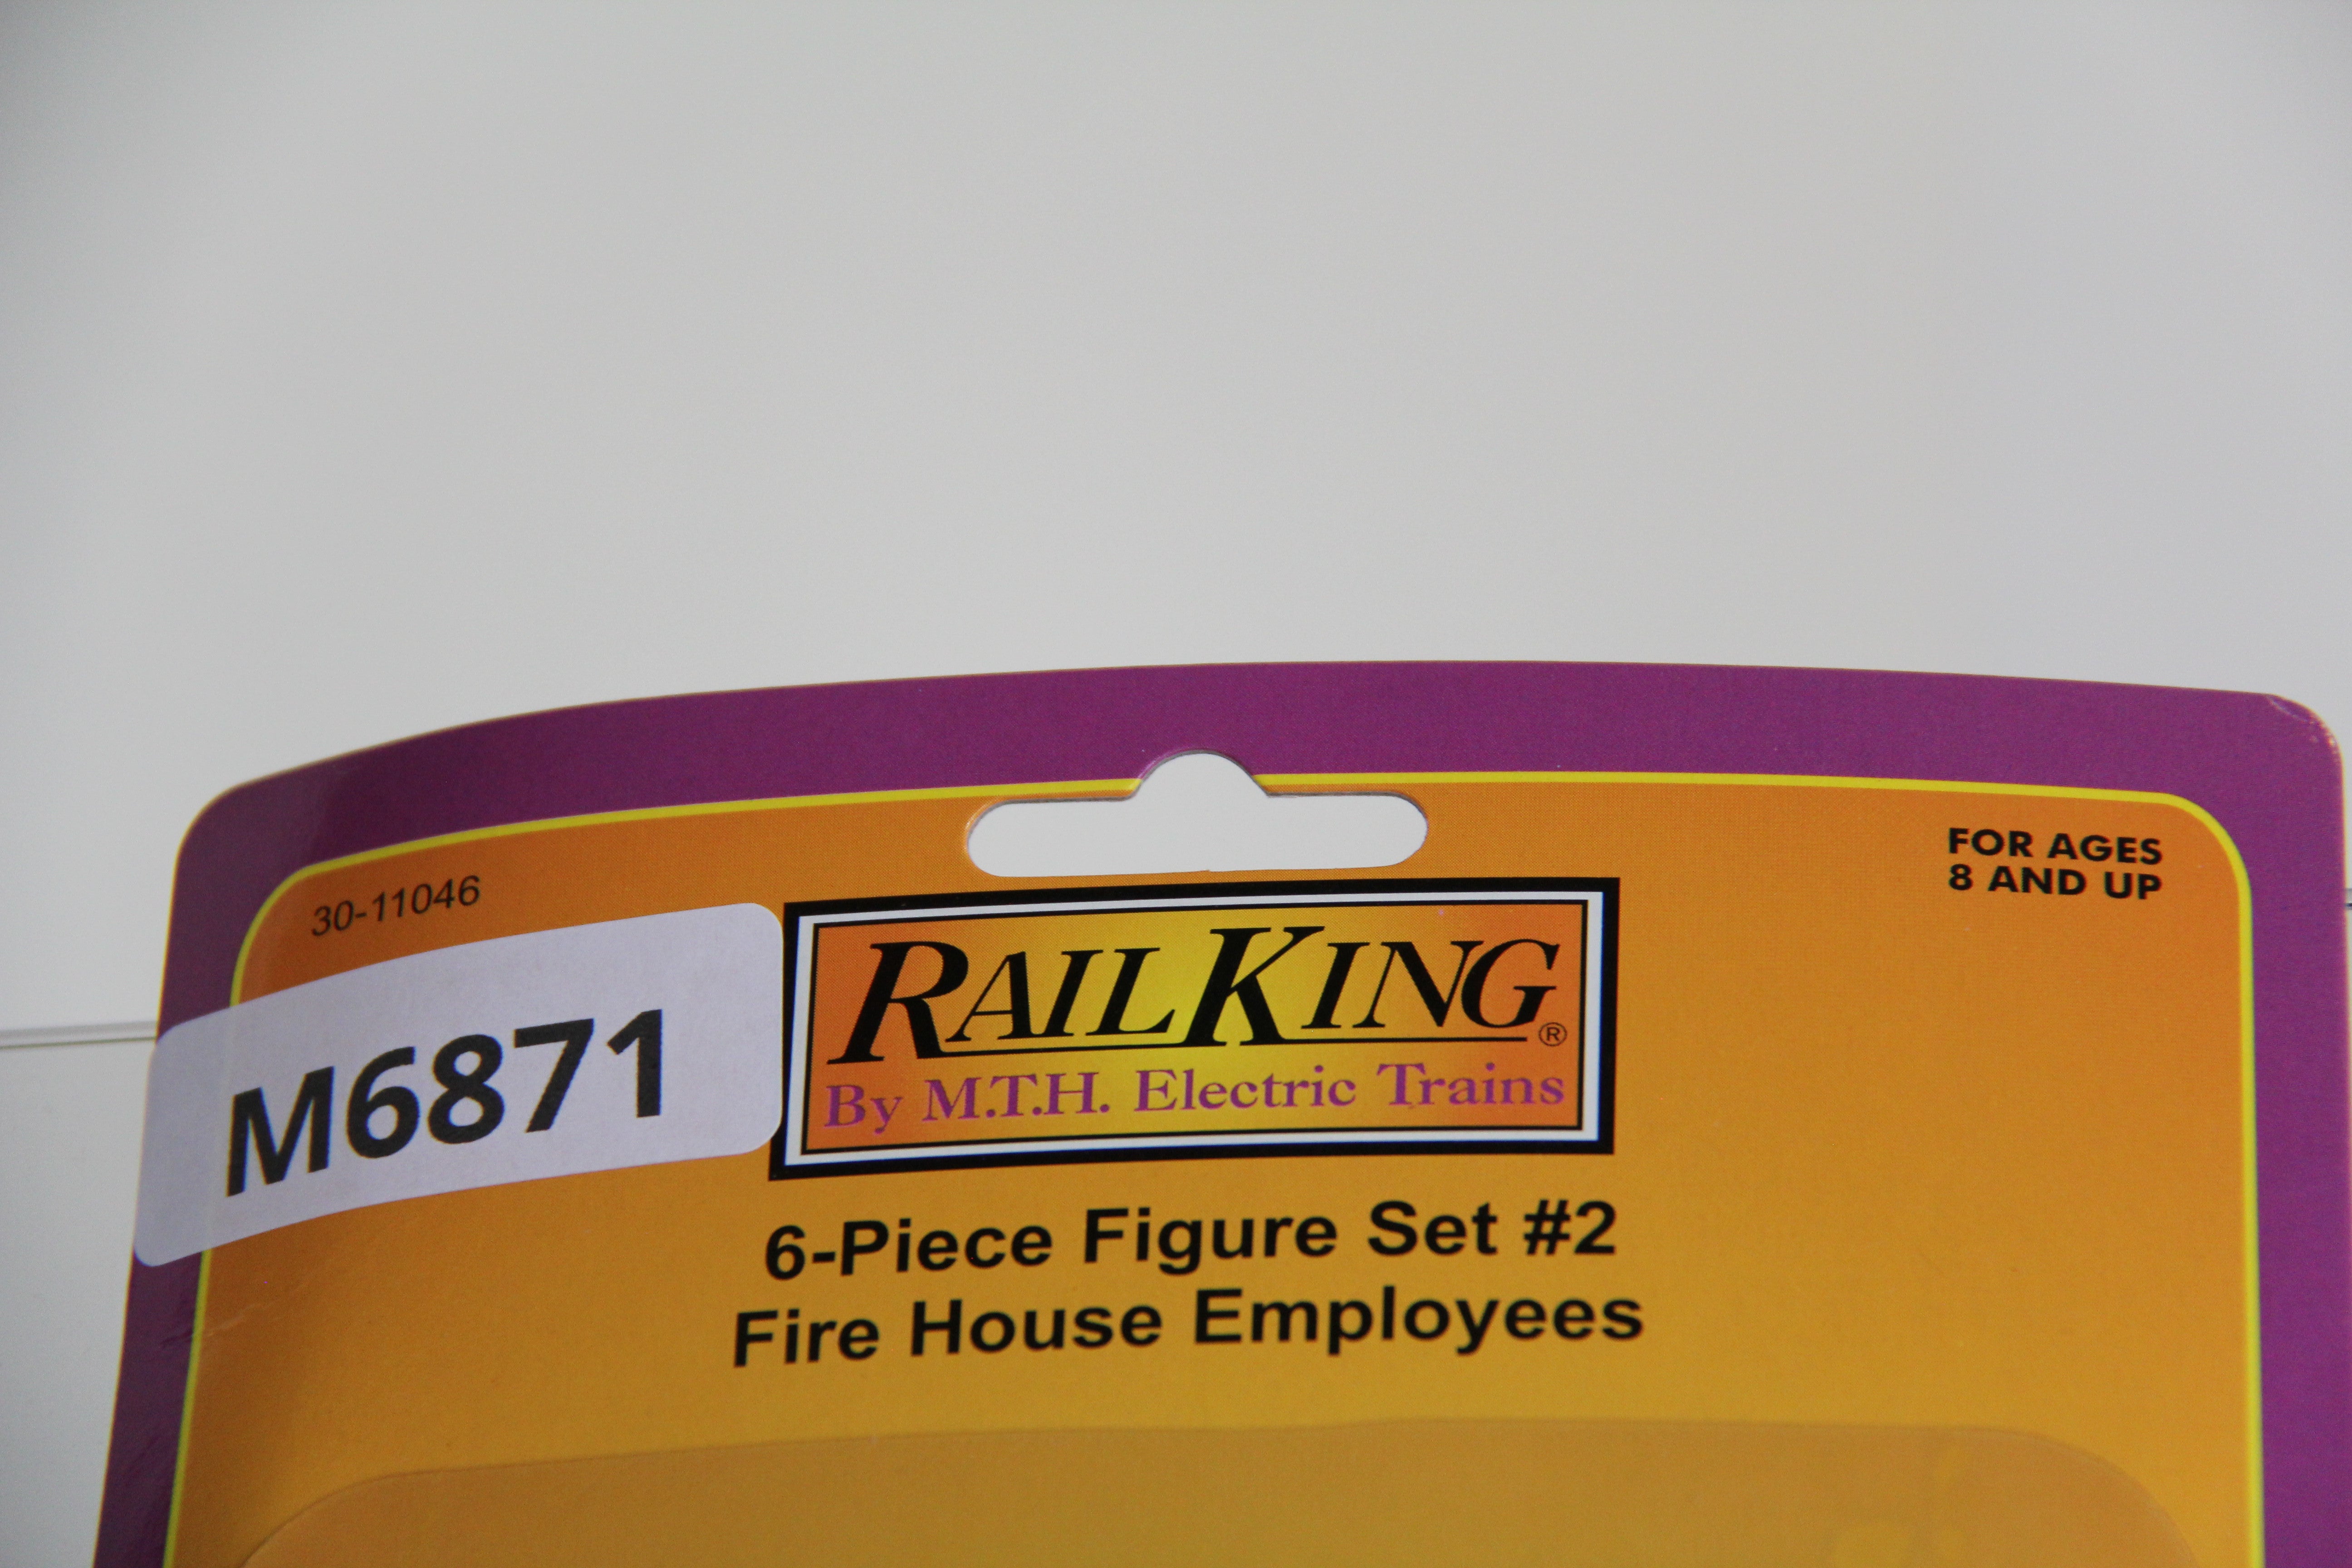 30-11046
FOR AGES
8 AND UP
M6871
RAILKING®
By M.T.H. Electric Trains
6-Piece Figure Set #2
Fire House Employees